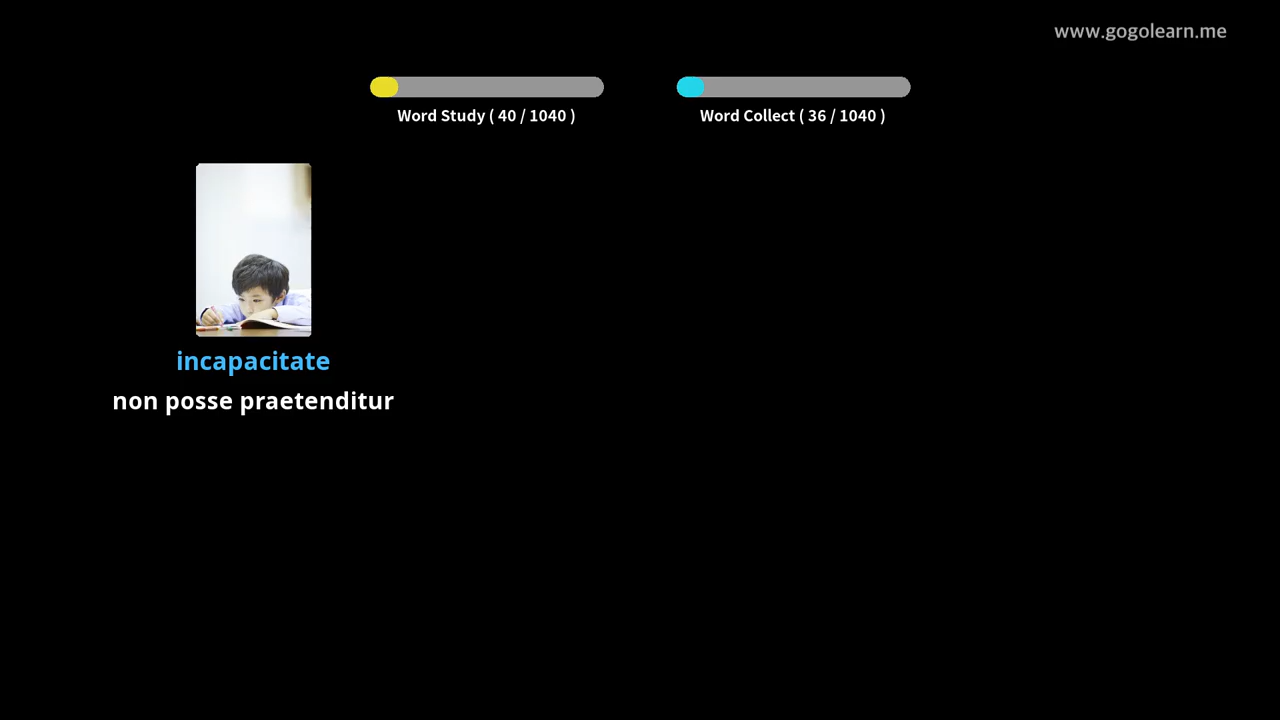 www.gogolearn.me
Word Study ( 40 / 1040 )
Word Collect ( 36 / 1040 )
incapacitate
non posse praetenditur